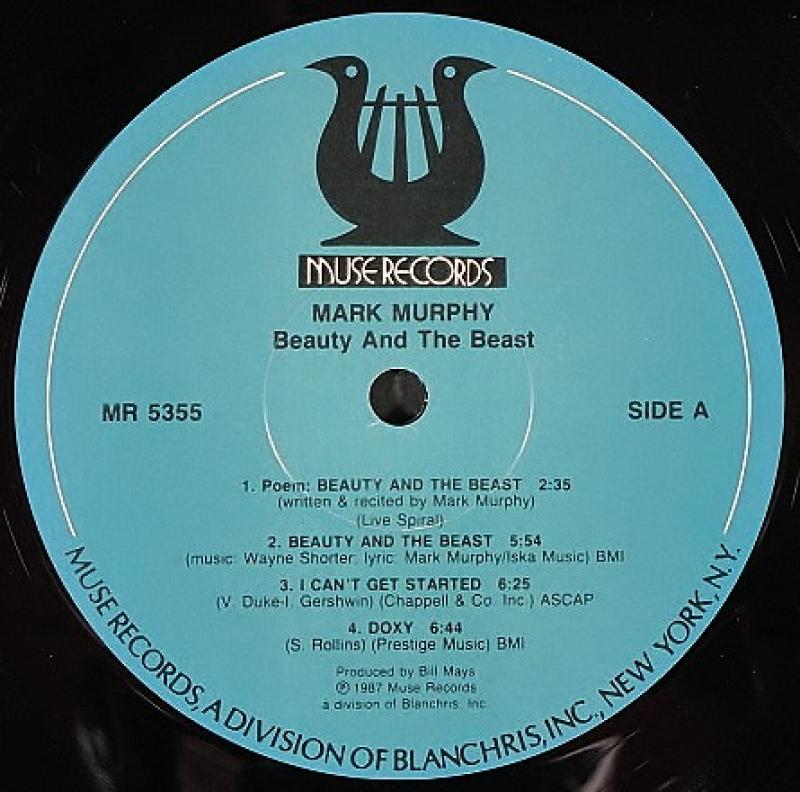 MUSE RECORDS
MARK MURPHY
Beauty And The Beast
MR 5355
SIDE A
1. Poem: BEAUTY AND THE BEAST 2:35
(written & recited by Mark Murphy)
(Live Spiral)
2. BEAUTY AND THE BEAST 5:54
(music: Wayne Shorter: lyric: Mark Murphy/Iska Music) BMI
3. I CAN'T GET STARTED 6:25
(V. Duke-I. Gershwin) (Chappell & Co. Inc.) ASCAP
4. DOXY 6:44
(S. Rollins) (Prestige Music) BMI
Produced by Bill Mays
℗ 1987 Muse Records
a division of Blanchris, Inc.
MUSE RECORDS, A DIVISION OF BLANCHRIS, INC., NEW YORK, N.Y.